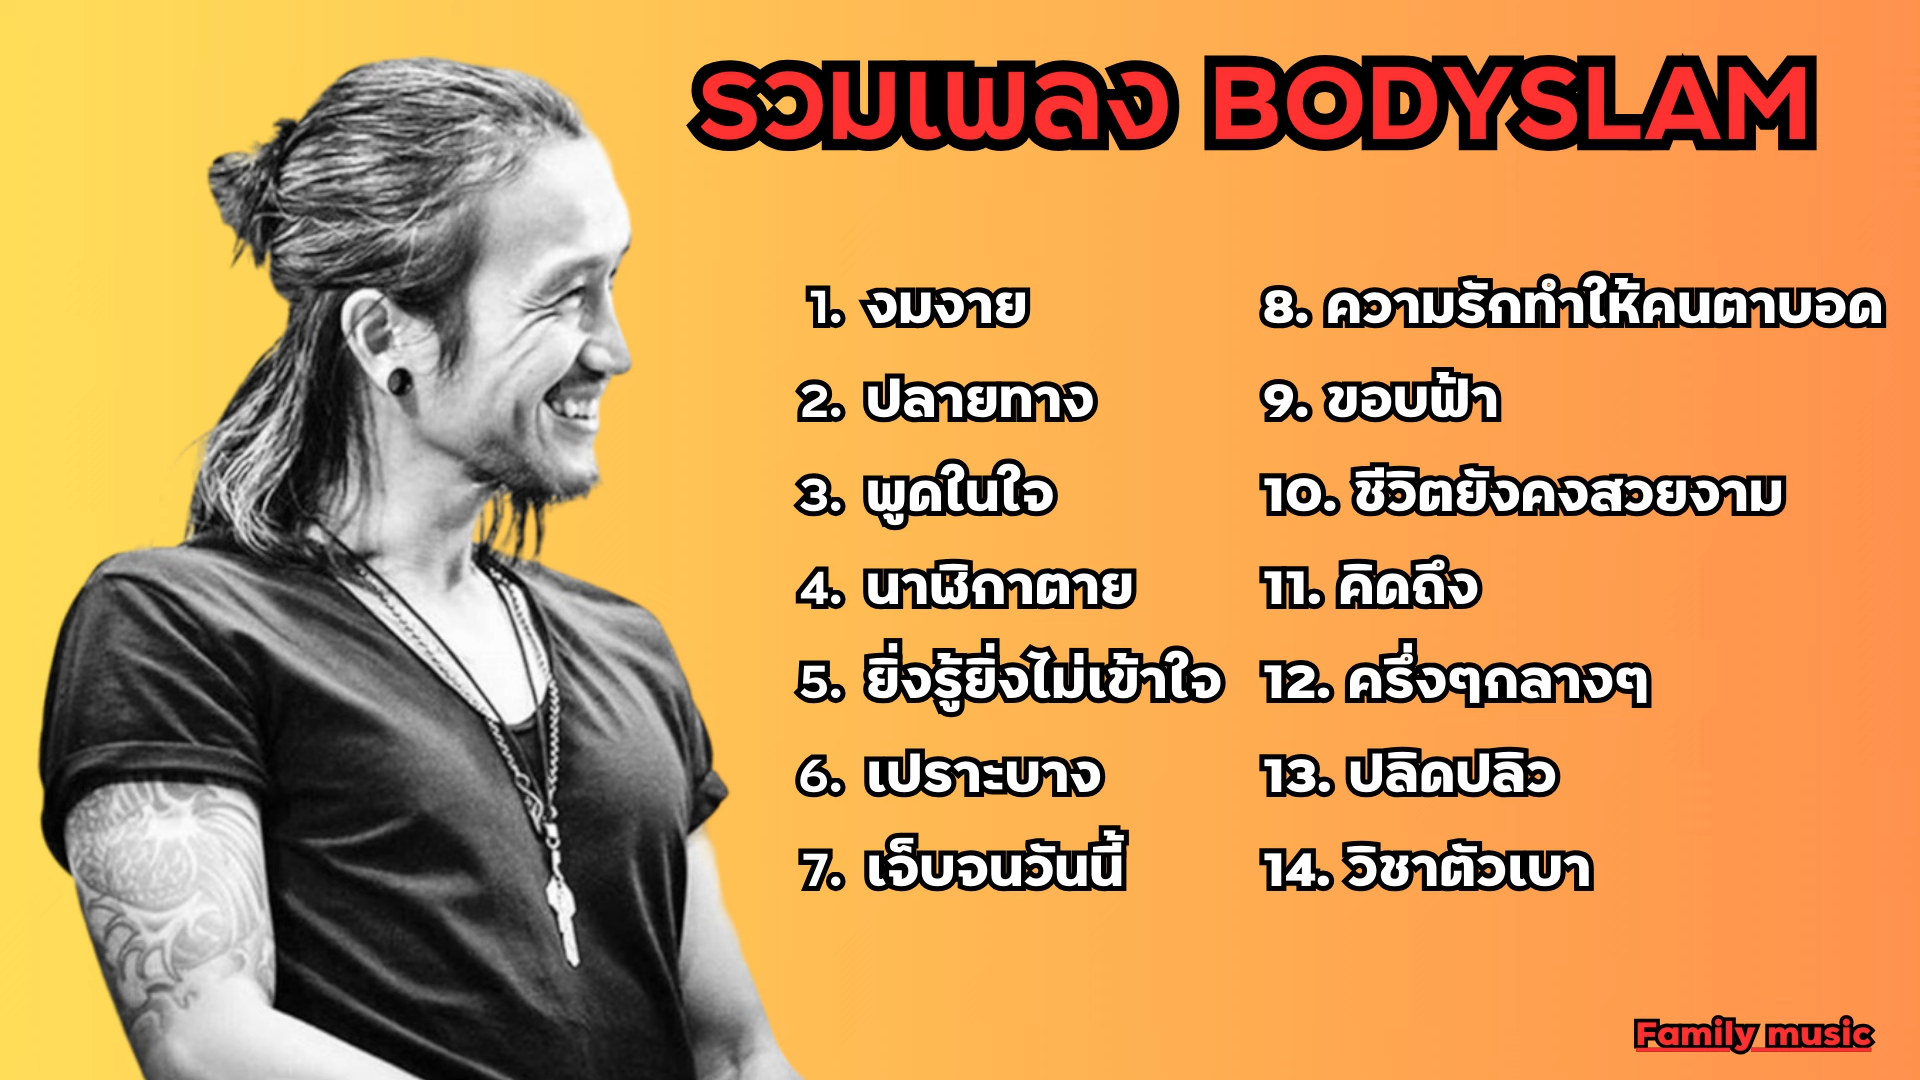 รวมเพลง BODYSLAM
1. งมงาย
2. ปลายทาง
3. พูดในใจ
4. นาฬิกาตาย
5. ยิ่งรู้ยิ่งไม่เข้าใจ
6. เปราะบาง
7. เจ็บจนวันนี้
8. ความรักทำให้คนตาบอด
9. ขอบฟ้า
10. ชีวิตยังคงสวยงาม
11. คิดถึง
12. ครึ่งๆกลางๆ
13. ปลิดปลิว
14. วิชาตัวเบา
Family music